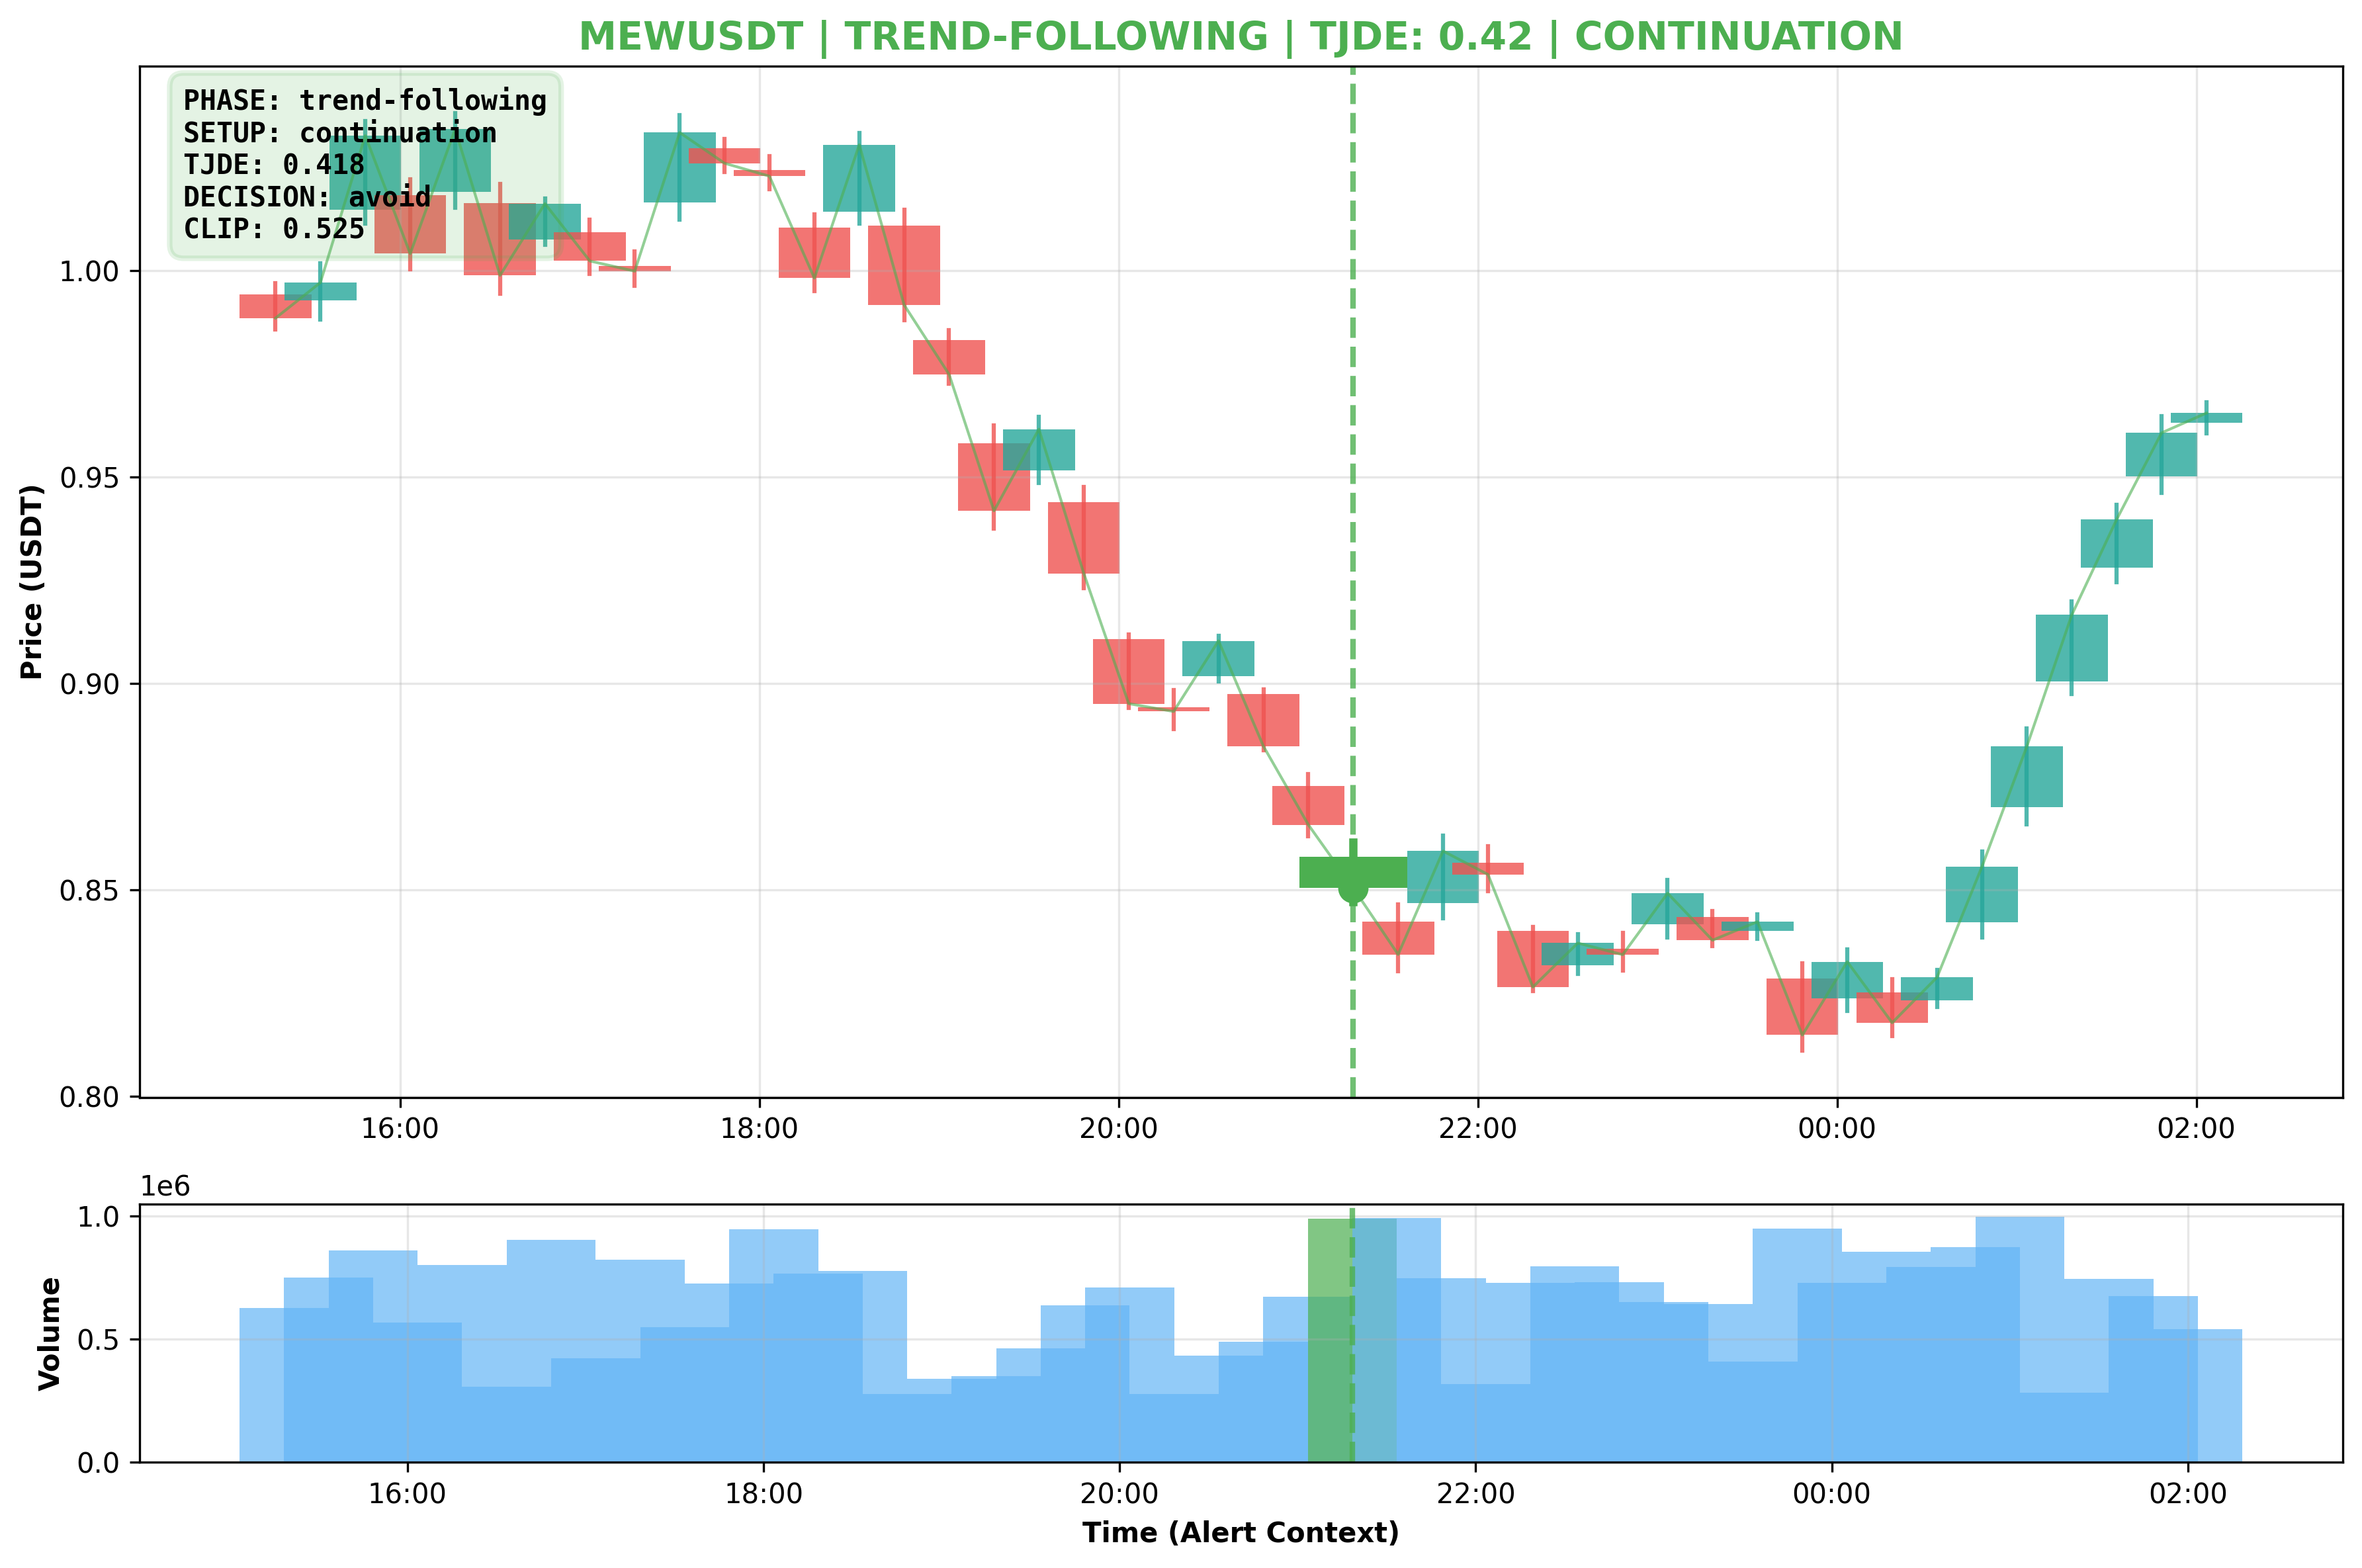 MEWUSDT | TREND-FOLLOWING | TJDE: 0.42 | CONTINUATION
PHASE: trend-following
SETUP: continuation
TJDE: 0.418
DECISION: avoid
CLIP: 0.525
Price (USDT)
1.00
0.95
0.90
0.85
0.80
16:00
18:00
20:00
22:00
00:00
02:00
1e6
Volume
1.0
0.5
0.0
16:00
18:00
20:00
22:00
00:00
02:00
Time (Alert Context)